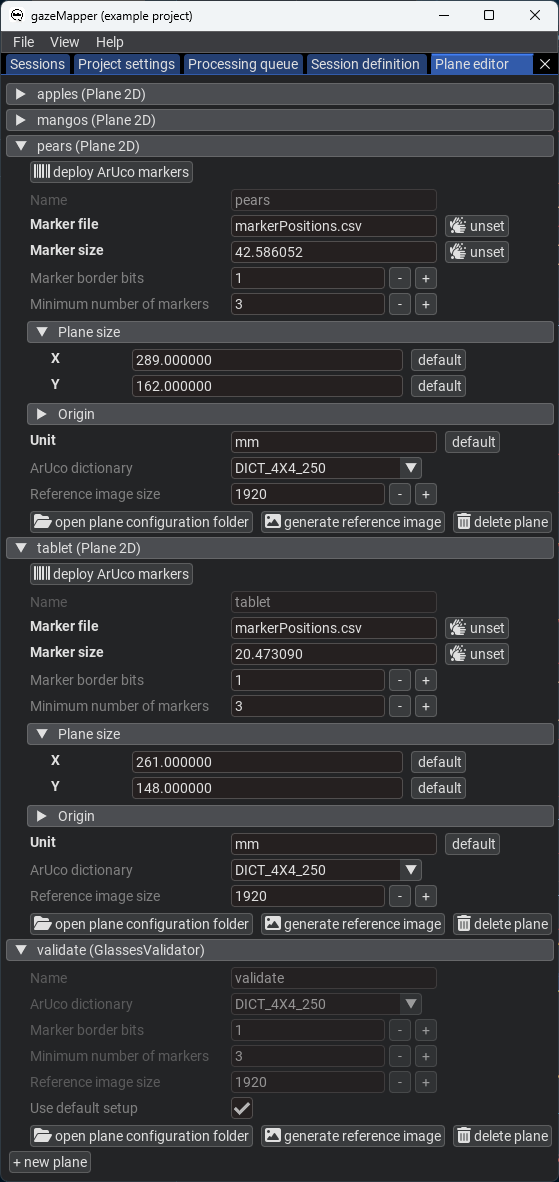 gazeMapper (example project)
File View Help
Sessions Project settings Processing queue Session definition Plane editor
apples (Plane 2D)
mangos (Plane 2D)
pears (Plane 2D)
deploy ArUco markers
Name pears
Marker file markerPositions.csv unset
Marker size 42.586052 unset
Marker border bits 1 - +
Minimum number of markers 3 - +
Plane size
X 289.000000 default
Y 162.000000 default
Origin
Unit mm default
ArUco dictionary DICT_4X4_250
Reference image size 1920 - +
open plane configuration folder generate reference image delete plane
tablet (Plane 2D)
deploy ArUco markers
Name tablet
Marker file markerPositions.csv unset
Marker size 20.473090 unset
Marker border bits 1 - +
Minimum number of markers 3 - +
Plane size
X 261.000000 default
Y 148.000000 default
Origin
Unit mm default
ArUco dictionary DICT_4X4_250
Reference image size 1920 - +
open plane configuration folder generate reference image delete plane
validate (GlassesValidator)
Name validate
ArUco dictionary DICT_4X4_250
Marker border bits 1 - +
Minimum number of markers 3 - +
Reference image size 1920 - +
Use default setup
open plane configuration folder generate reference image delete plane
+ new plane